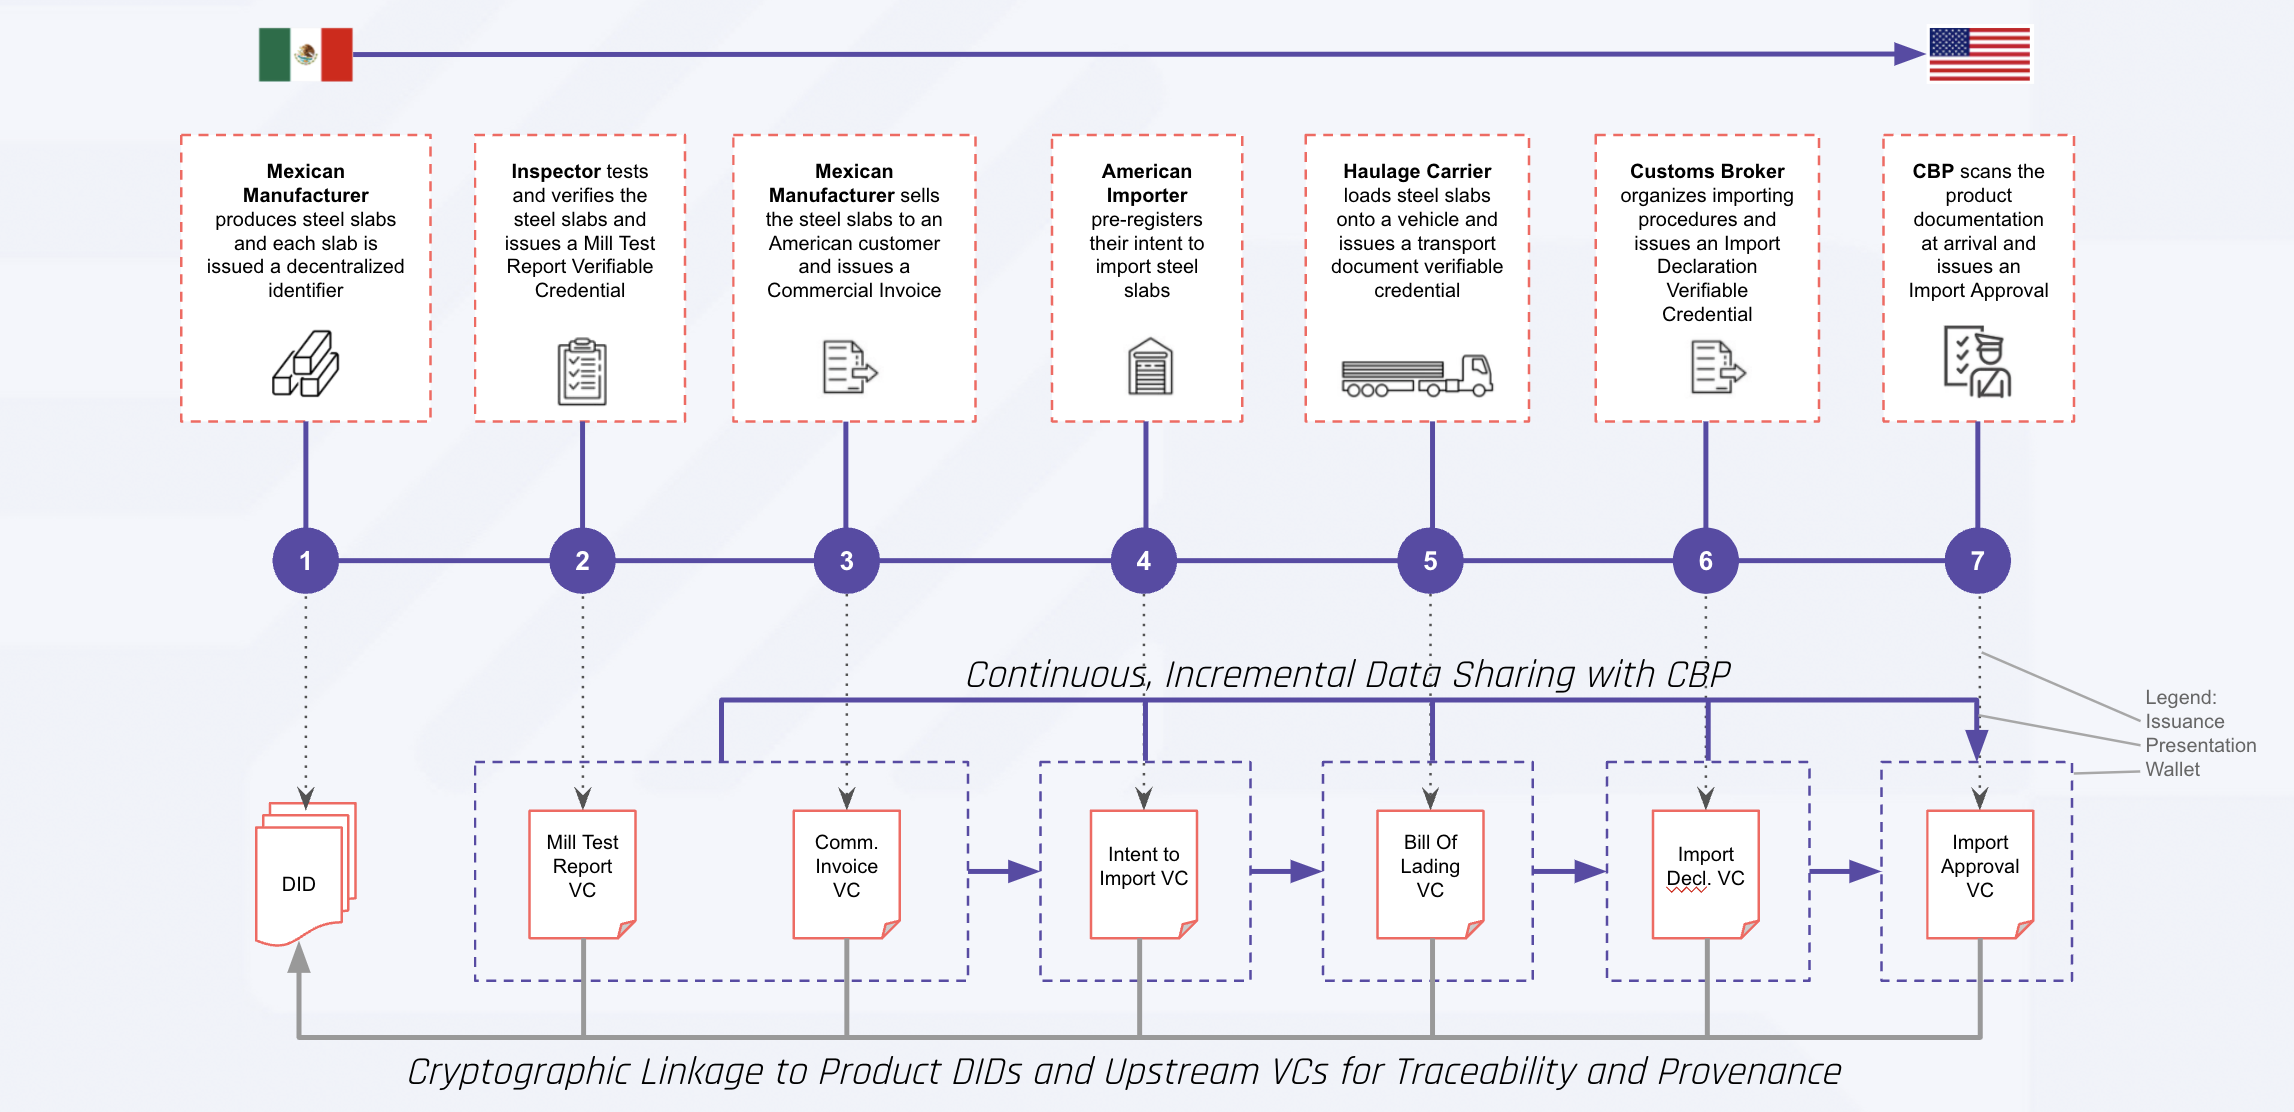 Mexican
Manufacturer
produces steel slabs
and each slab is
issued a decentralized
identifier
Inspector tests
and verifies the
steel slabs and
issues a Mill Test
Report Verifiable
Credential
Mexican
Manufacturer sells
the steel slabs to an
American customer
and issues a
Commercial Invoice
American
Importer
pre-registers
their intent to
import steel
slabs
Haulage Carrier
loads steel slabs
onto a vehicle and
issues a transport
document verifiable
credential
Customs Broker
organizes importing
procedures and
issues an Import
Declaration
Verifiable
Credential
CBP scans the
product
documentation
at arrival and
issues an
Import Approval
1
2
3
4
5
6
7
Continuous, Incremental Data Sharing with CBP
Legend:
Issuance
Presentation
Wallet
DID
Mill Test
Report
VC
Comm.
Invoice
VC
Intent to
Import VC
Bill Of
Lading
VC
Import
Decl. VC
Import
Approval
VC
Cryptographic Linkage to Product DIDs and Upstream VCs for Traceability and Provenance